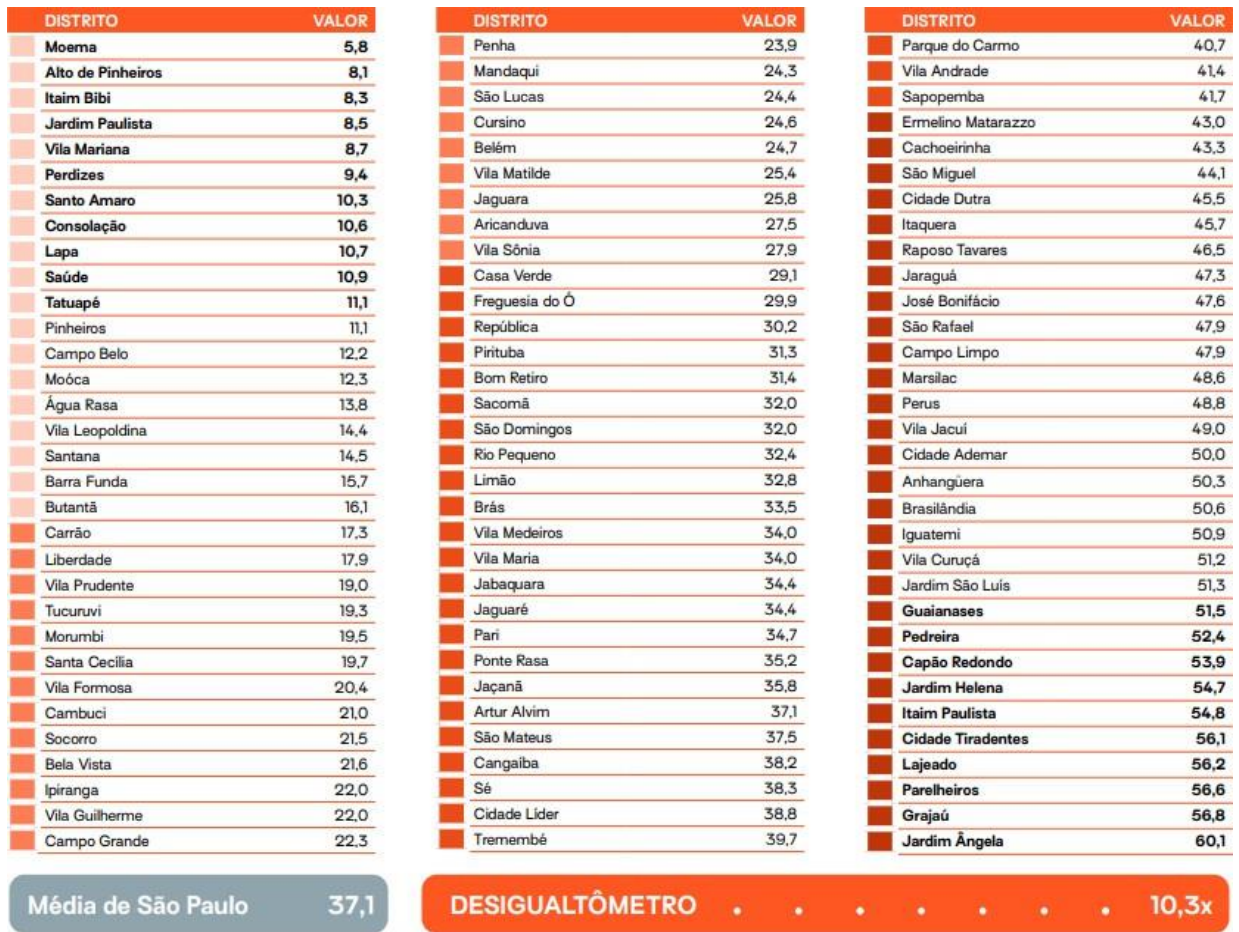 DISTRITO VALOR
Moema 5,8
Alto de Pinheiros 8,1
Itaim Bibi 8,3
Jardim Paulista 8,5
Vila Mariana 8,7
Perdizes 9,4
Santo Amaro 10,3
Consolação 10,6
Lapa 10,7
Saúde 10,9
Tatuapé 11,1
Pinheiros 11,1
Campo Belo 12,2
Moóca 12,3
Água Rasa 13,8
Vila Leopoldina 14,4
Santana 14,5
Barra Funda 15,7
Butantã 16,1
Carrão 17,3
Liberdade 17,9
Vila Prudente 19,0
Tucuruvi 19,3
Morumbi 19,5
Santa Cecília 19,7
Vila Formosa 20,4
Cambuci 21,0
Socorro 21,5
Bela Vista 21,6
Ipiranga 22,0
Vila Guilherme 22,0
Campo Grande 22,3
DISTRITO VALOR
Penha 23,9
Mandaqui 24,3
São Lucas 24,4
Cursino 24,6
Belém 24,7
Vila Matilde 25,4
Jaguara 25,8
Aricanduva 27,5
Vila Sônia 27,9
Casa Verde 29,1
Freguesia do Ó 29,9
República 30,2
Pirituba 31,3
Bom Retiro 31,4
Sacomã 32,0
São Domingos 32,0
Rio Pequeno 32,4
Limão 32,8
Brás 33,5
Vila Medeiros 34,0
Vila Maria 34,0
Jabaquara 34,4
Jaguaré 34,4
Pari 34,7
Ponte Rasa 35,2
Jaçanã 35,8
Artur Alvim 37,1
São Mateus 37,5
Cangaíba 38,2
Sé 38,3
Cidade Líder 38,8
Tremembé 39,7
DISTRITO VALOR
Parque do Carmo 40,7
Vila Andrade 41,4
Sapopemba 41,7
Ermelino Matarazzo 43,0
Cachoeirinha 43,3
São Miguel 44,1
Cidade Dutra 45,5
Itaquera 45,7
Raposo Tavares 46,5
Jaraguá 47,3
José Bonifácio 47,6
São Rafael 47,9
Campo Limpo 47,9
Marsilac 48,6
Perus 48,8
Vila Jacuí 49,0
Cidade Ademar 50,0
Anhangüera 50,3
Brasilândia 50,6
Iguatemi 50,9
Vila Curuçá 51,2
Jardim São Luís 51,3
Guaianases 51,5
Pedreira 52,4
Capão Redondo 53,9
Jardim Helena 54,7
Itaim Paulista 54,8
Cidade Tiradentes 56,1
Lajeado 56,2
Parelheiros 56,6
Grajaú 56,8
Jardim Ângela 60,1
Média de São Paulo 37,1
DESIGUALTÔMETRO . . . . . . . 10,3x